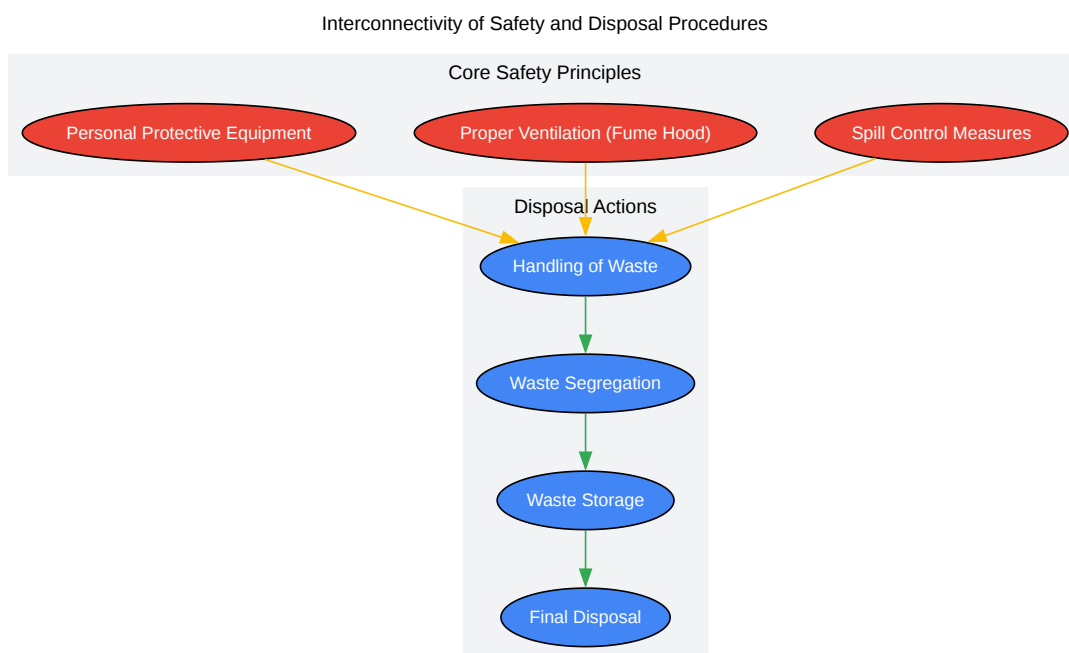 Interconnectivity of Safety and Disposal Procedures
Core Safety Principles
Personal Protective Equipment
Proper Ventilation (Fume Hood)
Spill Control Measures
Disposal Actions
Handling of Waste
Waste Segregation
Waste Storage
Final Disposal